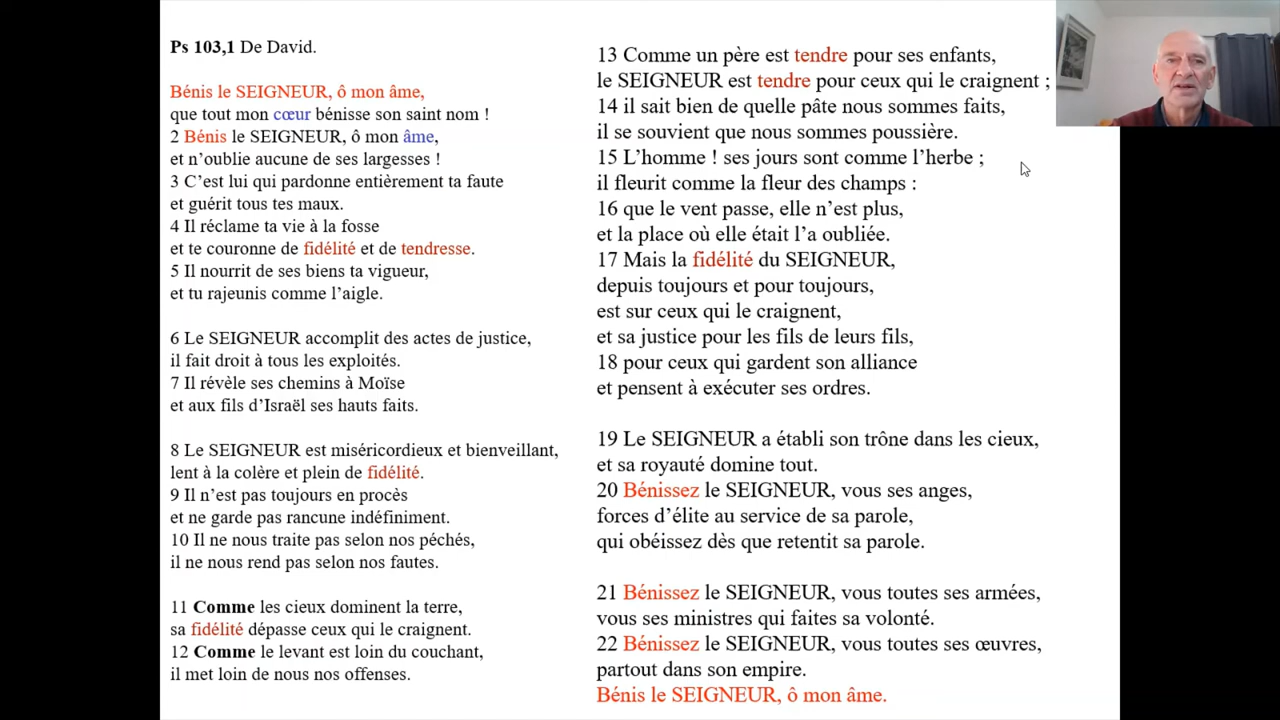 Ps 103,1 De David.
Bénis le SEIGNEUR, ô mon âme,
que tout mon cœur bénisse son saint nom !
2 Bénis le SEIGNEUR, ô mon âme,
et n’oublie aucune de ses largesses !
3 C’est lui qui pardonne entièrement ta faute
et guérit tous tes maux.
4 Il réclame ta vie à la fosse
et te couronne de fidélité et de tendresse.
5 Il nourrit de ses biens ta vigueur,
et tu rajeunis comme l’aigle.
6 Le SEIGNEUR accomplit des actes de justice,
il fait droit à tous les exploités.
7 Il révèle ses chemins à Moïse
et aux fils d’Israël ses hauts faits.
8 Le SEIGNEUR est miséricordieux et bienveillant,
lent à la colère et plein de fidélité.
9 Il n’est pas toujours en procès
et ne garde pas rancune indéfiniment.
10 Il ne nous traite pas selon nos péchés,
il ne nous rend pas selon nos fautes.
11 Comme les cieux dominent la terre,
sa fidélité dépasse ceux qui le craignent.
12 Comme le levant est loin du couchant,
il met loin de nous nos offenses.
13 Comme un père est tendre pour ses enfants,
le SEIGNEUR est tendre pour ceux qui le craignent ;
14 il sait bien de quelle pâte nous sommes faits,
il se souvient que nous sommes poussière.
15 L’homme ! ses jours sont comme l’herbe ;
il fleurit comme la fleur des champs :
16 que le vent passe, elle n’est plus,
et la place où elle était l’a oubliée.
17 Mais la fidélité du SEIGNEUR,
depuis toujours et pour toujours,
est sur ceux qui le craignent,
et sa justice pour les fils de leurs fils,
18 pour ceux qui gardent son alliance
et pensent à exécuter ses ordres.
19 Le SEIGNEUR a établi son trône dans les cieux,
et sa royauté domine tout.
20 Bénissez le SEIGNEUR, vous ses anges,
forces d’élite au service de sa parole,
qui obéissez dès que retentit sa parole.
21 Bénissez le SEIGNEUR, vous toutes ses armées,
vous ses ministres qui faites sa volonté.
22 Bénissez le SEIGNEUR, vous toutes ses œuvres,
partout dans son empire.
Bénis le SEIGNEUR, ô mon âme.